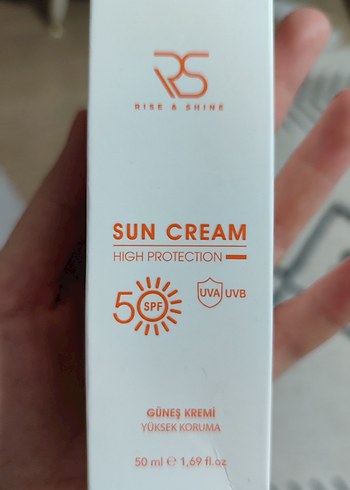 RS
RISE & SHINE
SUN CREAM
HIGH PROTECTION
50 SPF
UVA UVB
GÜNEŞ KREMİ
YÜKSEK KORUMA
50 ml e 1,69 fl.oz